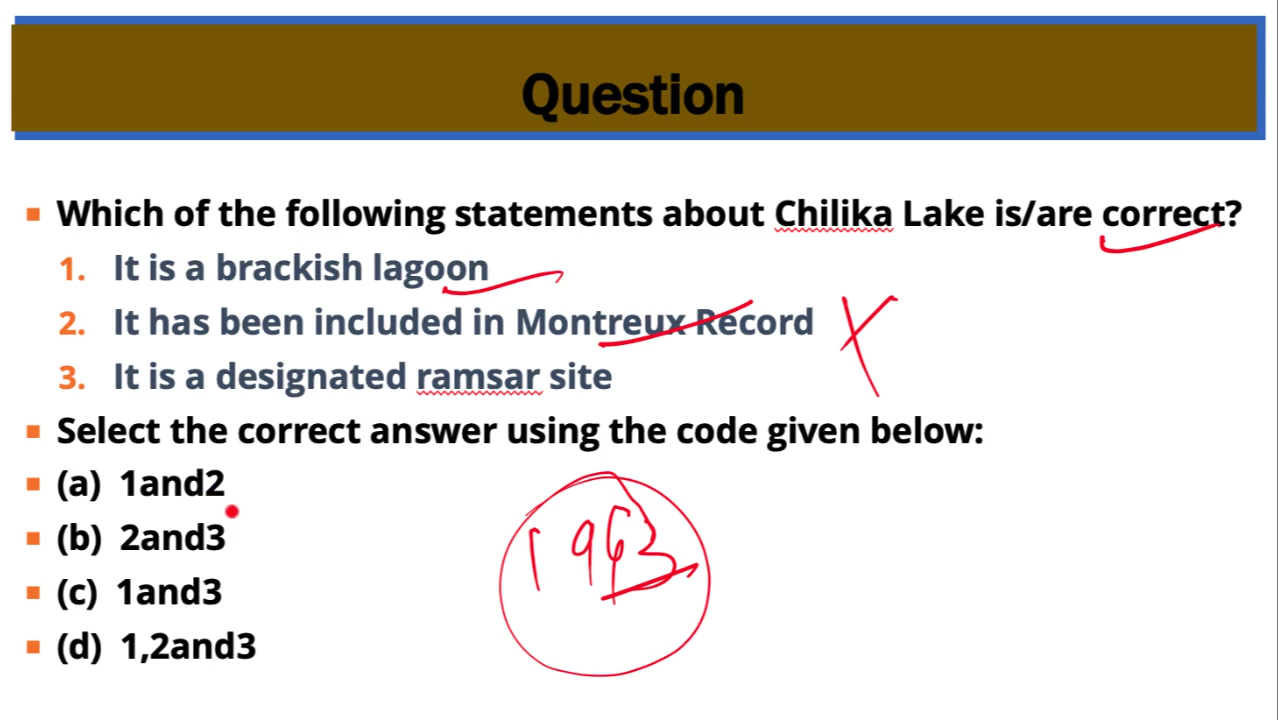 Question
▪ Which of the following statements about Chilika Lake is/are correct?
1. It is a brackish lagoon
2. It has been included in Montreux Record
3. It is a designated ramsar site
▪ Select the correct answer using the code given below:
▪ (a) 1and2
▪ (b) 2and3
▪ (c) 1and3
▪ (d) 1,2and3
1963